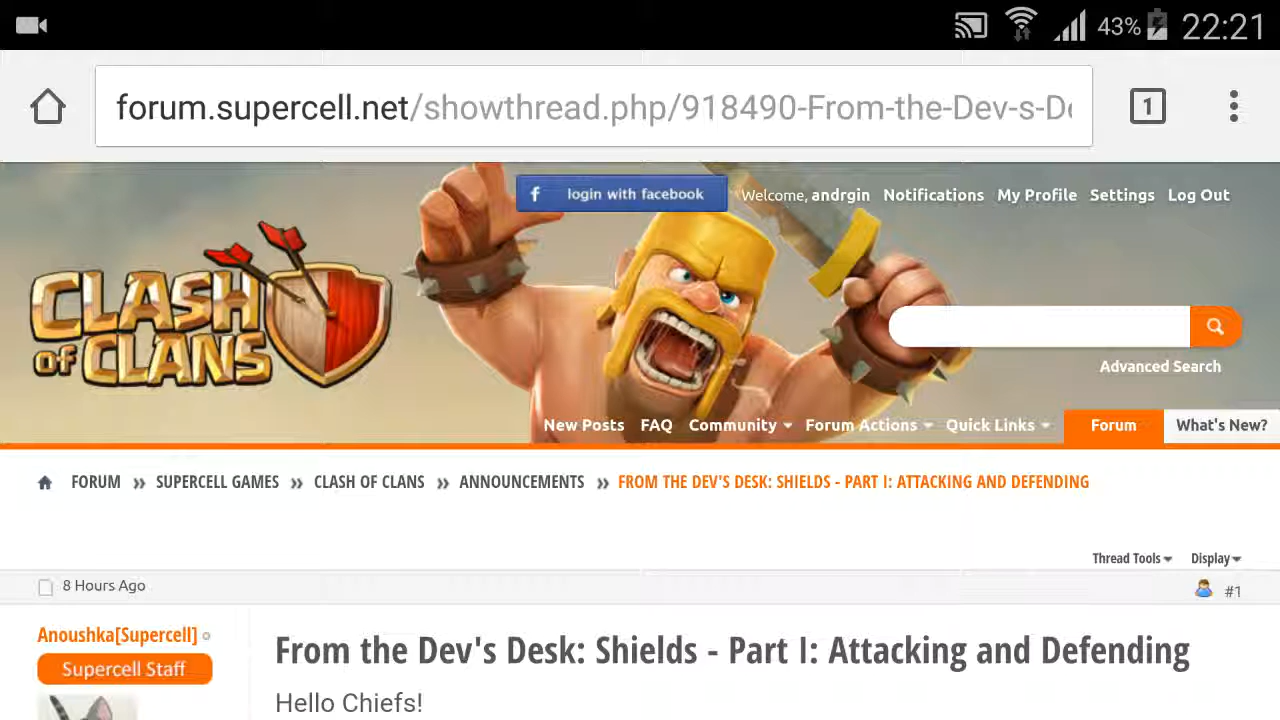 43% 22:21
forum.supercell.net/showthread.php/918490-From-the-Dev-s-De
1
f login with facebook Welcome, andrgin Notifications My Profile Settings Log Out
CLASH
OF CLANS
Advanced Search
New Posts FAQ Community Forum Actions Quick Links Forum What's New?
FORUM » SUPERCELL GAMES » CLASH OF CLANS » ANNOUNCEMENTS » FROM THE DEV'S DESK: SHIELDS - PART I: ATTACKING AND DEFENDING
Thread Tools Display
8 Hours Ago #1
Anoushka[Supercell]
Supercell Staff
From the Dev's Desk: Shields - Part I: Attacking and Defending
Hello Chiefs!